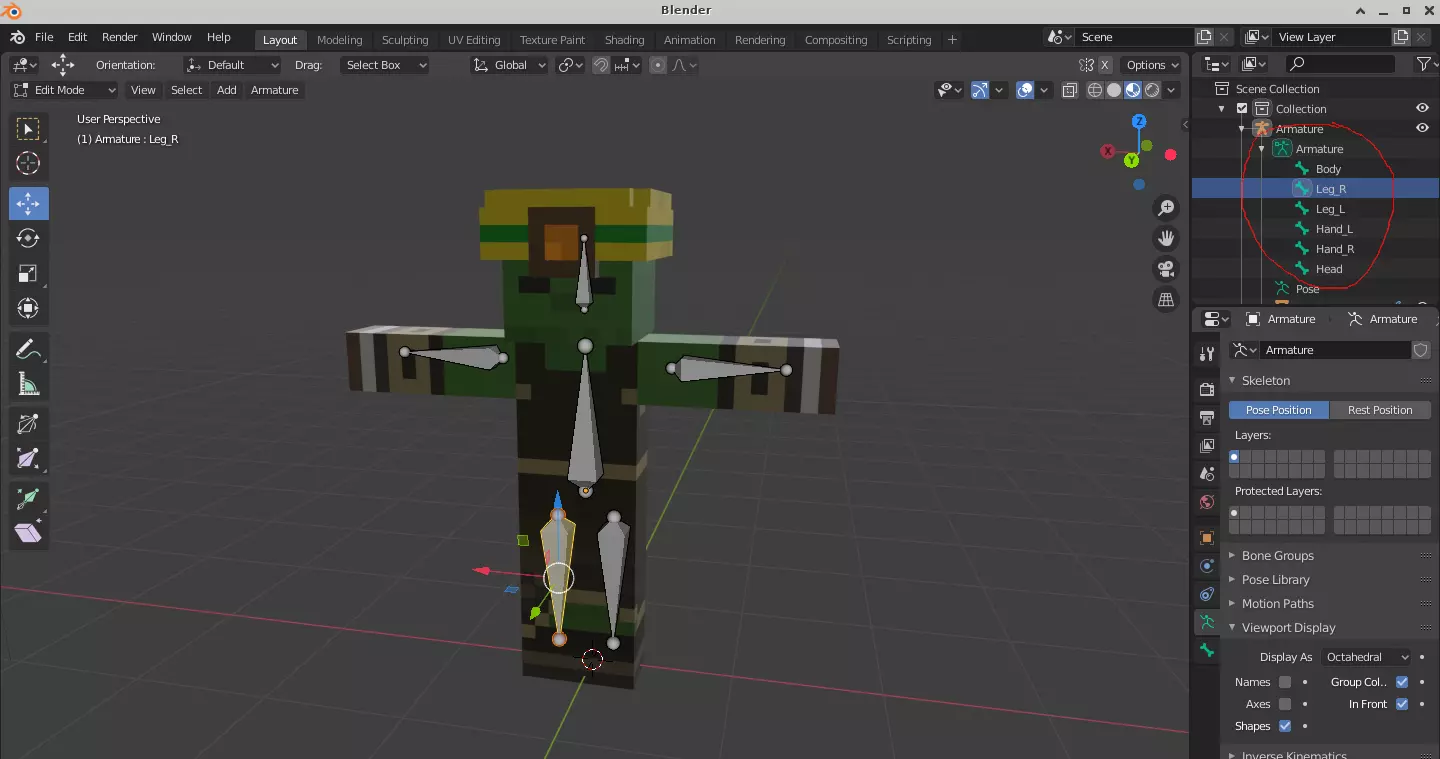 Blender
File Edit Render Window Help
Layout Modeling Sculpting UV Editing Texture Paint Shading Animation Rendering Compositing Scripting +
Scene
View Layer
Orientation: Default Drag: Select Box Global X Options
Edit Mode View Select Add Armature
User Perspective
(1) Armature : Leg_R
Z
X
Y
Scene Collection
Collection
Armature
Armature
Body
Leg_R
Leg_L
Hand_L
Hand_R
Head
Pose
Armature Armature
Armature
Skeleton
Pose Position Rest Position
Layers:
Protected Layers:
Bone Groups
Pose Library
Motion Paths
Viewport Display
Display As Octahedral
Names Group Col..
Axes In Front
Shapes
Inverse Kinematics